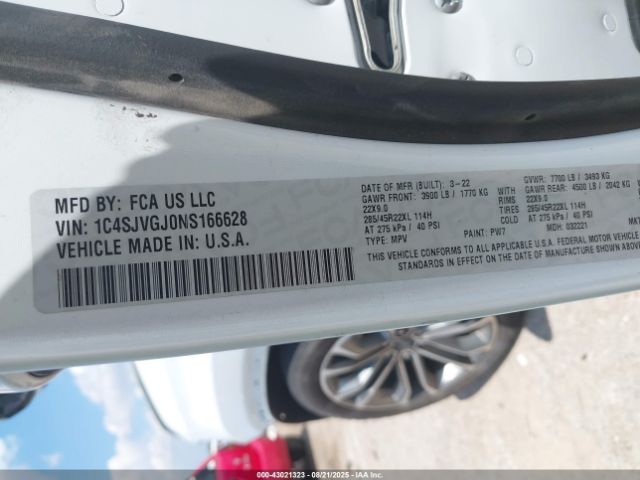 MFD BY: FCA US LLC
VIN: 1C4SJVGJ0NS166628
VEHICLE MADE IN: U.S.A.
DATE OF MFR (BUILT): 3-22
GAWR FRONT: 3900 LB / 1770 KG WITH
22X9.0 RIMS
285/45R22XL 114H TIRES
AT 275 kPa / 40 PSI COLD
TYPE: MPV PAINT: PW7
GVWR: 7700 LB / 3493 KG
GAWR REAR: 4500 LB / 2042 KG
22X9.0
285/45R22XL 114H
AT 275 kPa / 40 PSI
MDH: 032221
THIS VEHICLE CONFORMS TO ALL APPLICABLE U.S.A. FEDERAL MOTOR VEHICLE
STANDARDS IN EFFECT ON THE DATE OF MANUFACTURE SHOWN ABOVE
000-43021323 - 08/21/2025 - IAAI.COM